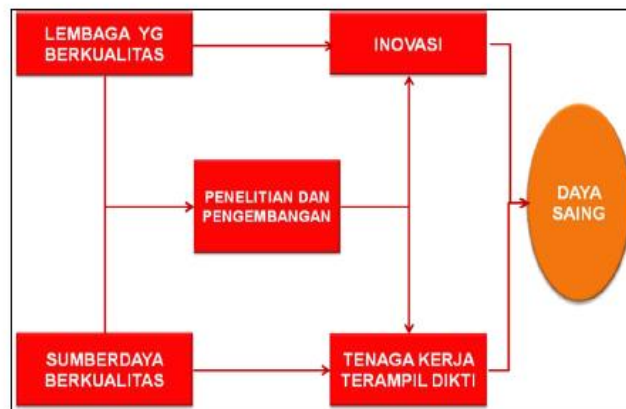 LEMBAGA YG
BERKUALITAS
INOVASI
PENELITIAN DAN
PENGEMBANGAN
DAYA
SAING
SUMBERDAYA
BERKUALITAS
TENAGA KERJA
TERAMPIL DIKTI